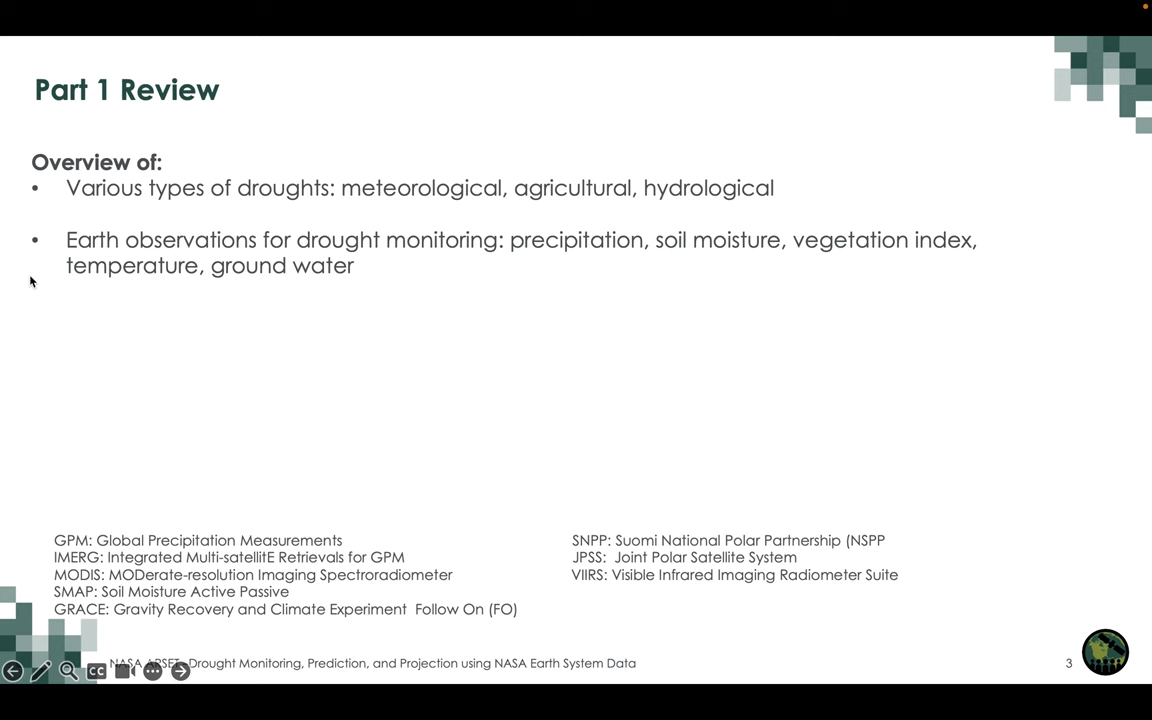 Part 1 Review
Overview of:
• Various types of droughts: meteorological, agricultural, hydrological
• Earth observations for drought monitoring: precipitation, soil moisture, vegetation index,
temperature, ground water
GPM: Global Precipitation Measurements
IMERG: Integrated Multi-satellitE Retrievals for GPM
MODIS: MODerate-resolution Imaging Spectroradiometer
SMAP: Soil Moisture Active Passive
GRACE: Gravity Recovery and Climate Experiment Follow On (FO)
SNPP: Suomi National Polar Partnership (NSPP
JPSS: Joint Polar Satellite System
VIIRS: Visible Infrared Imaging Radiometer Suite
CC
NASA ARSET - Drought Monitoring, Prediction, and Projection using NASA Earth System Data
3